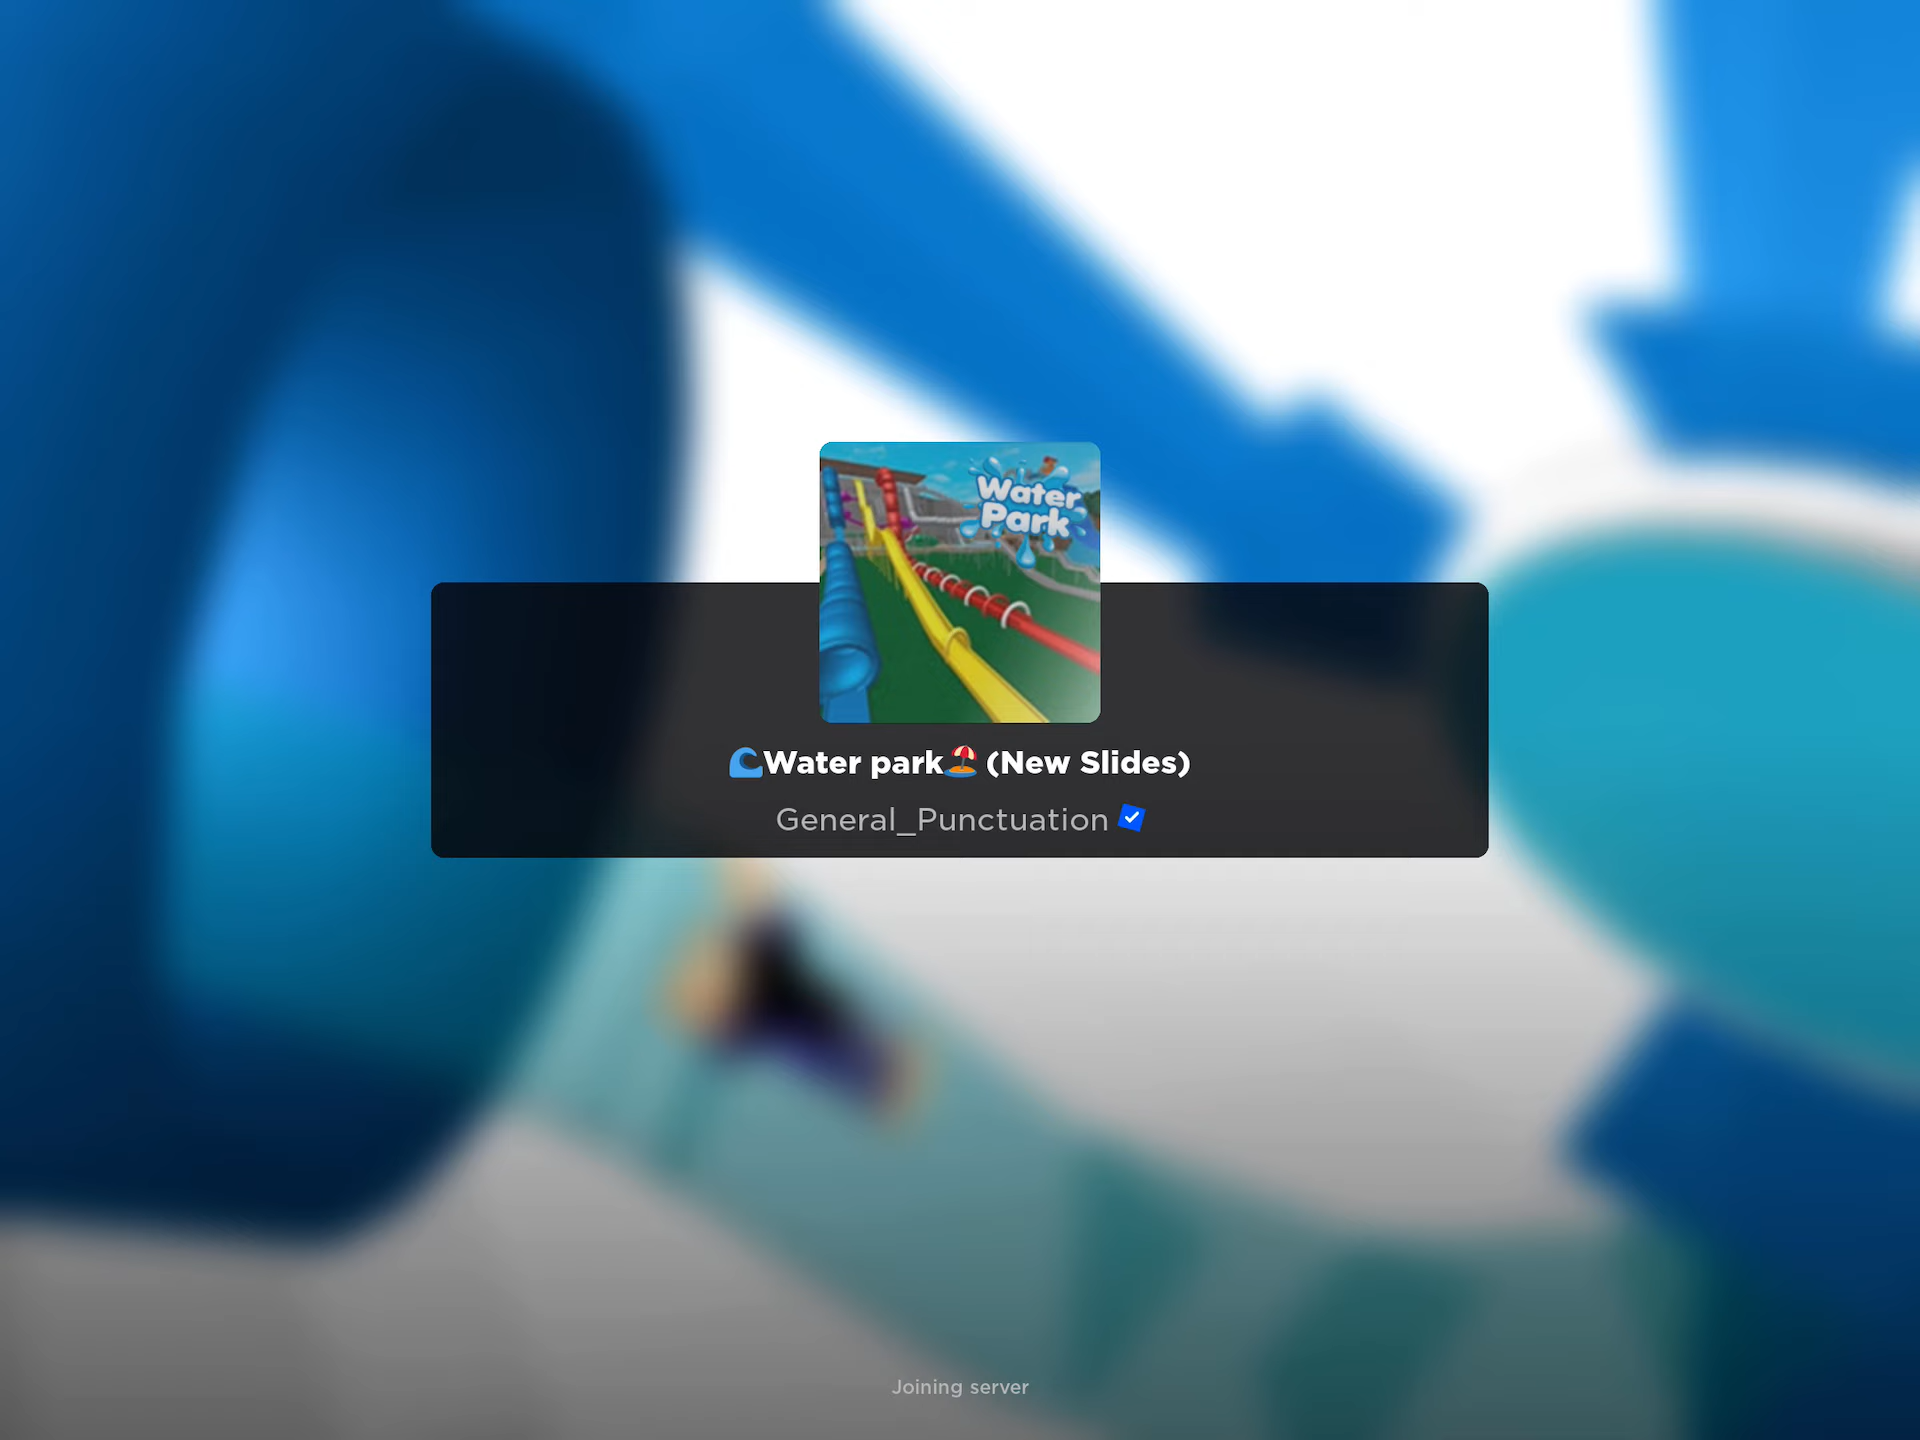 Water
Park
🌊Water park🏖️ (New Slides)
General_Punctuation
Joining server